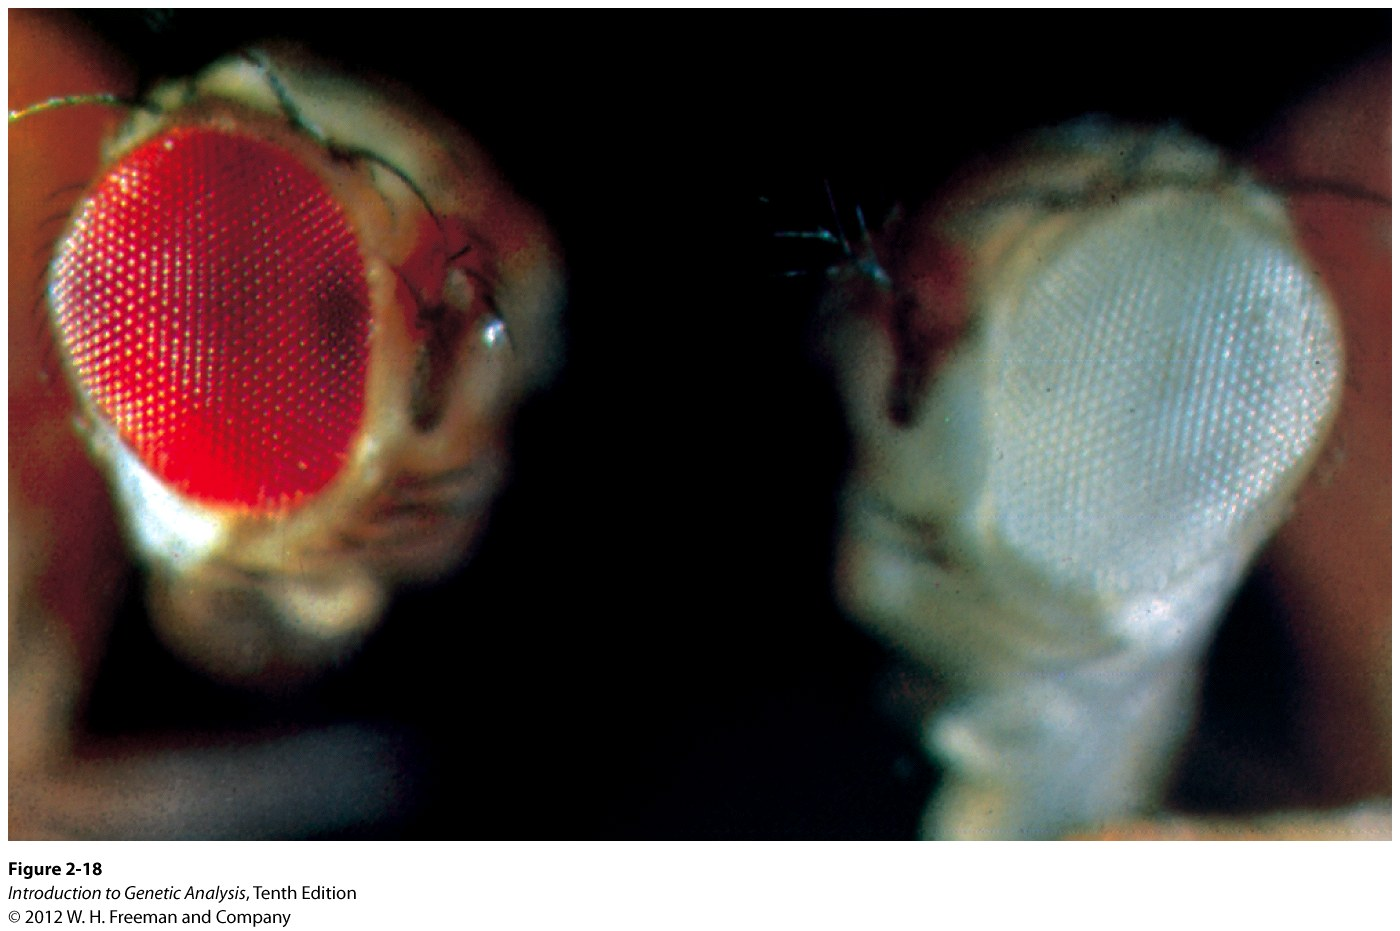 Figure 2-18
Introduction to Genetic Analysis, Tenth Edition
© 2012 W. H. Freeman and Company